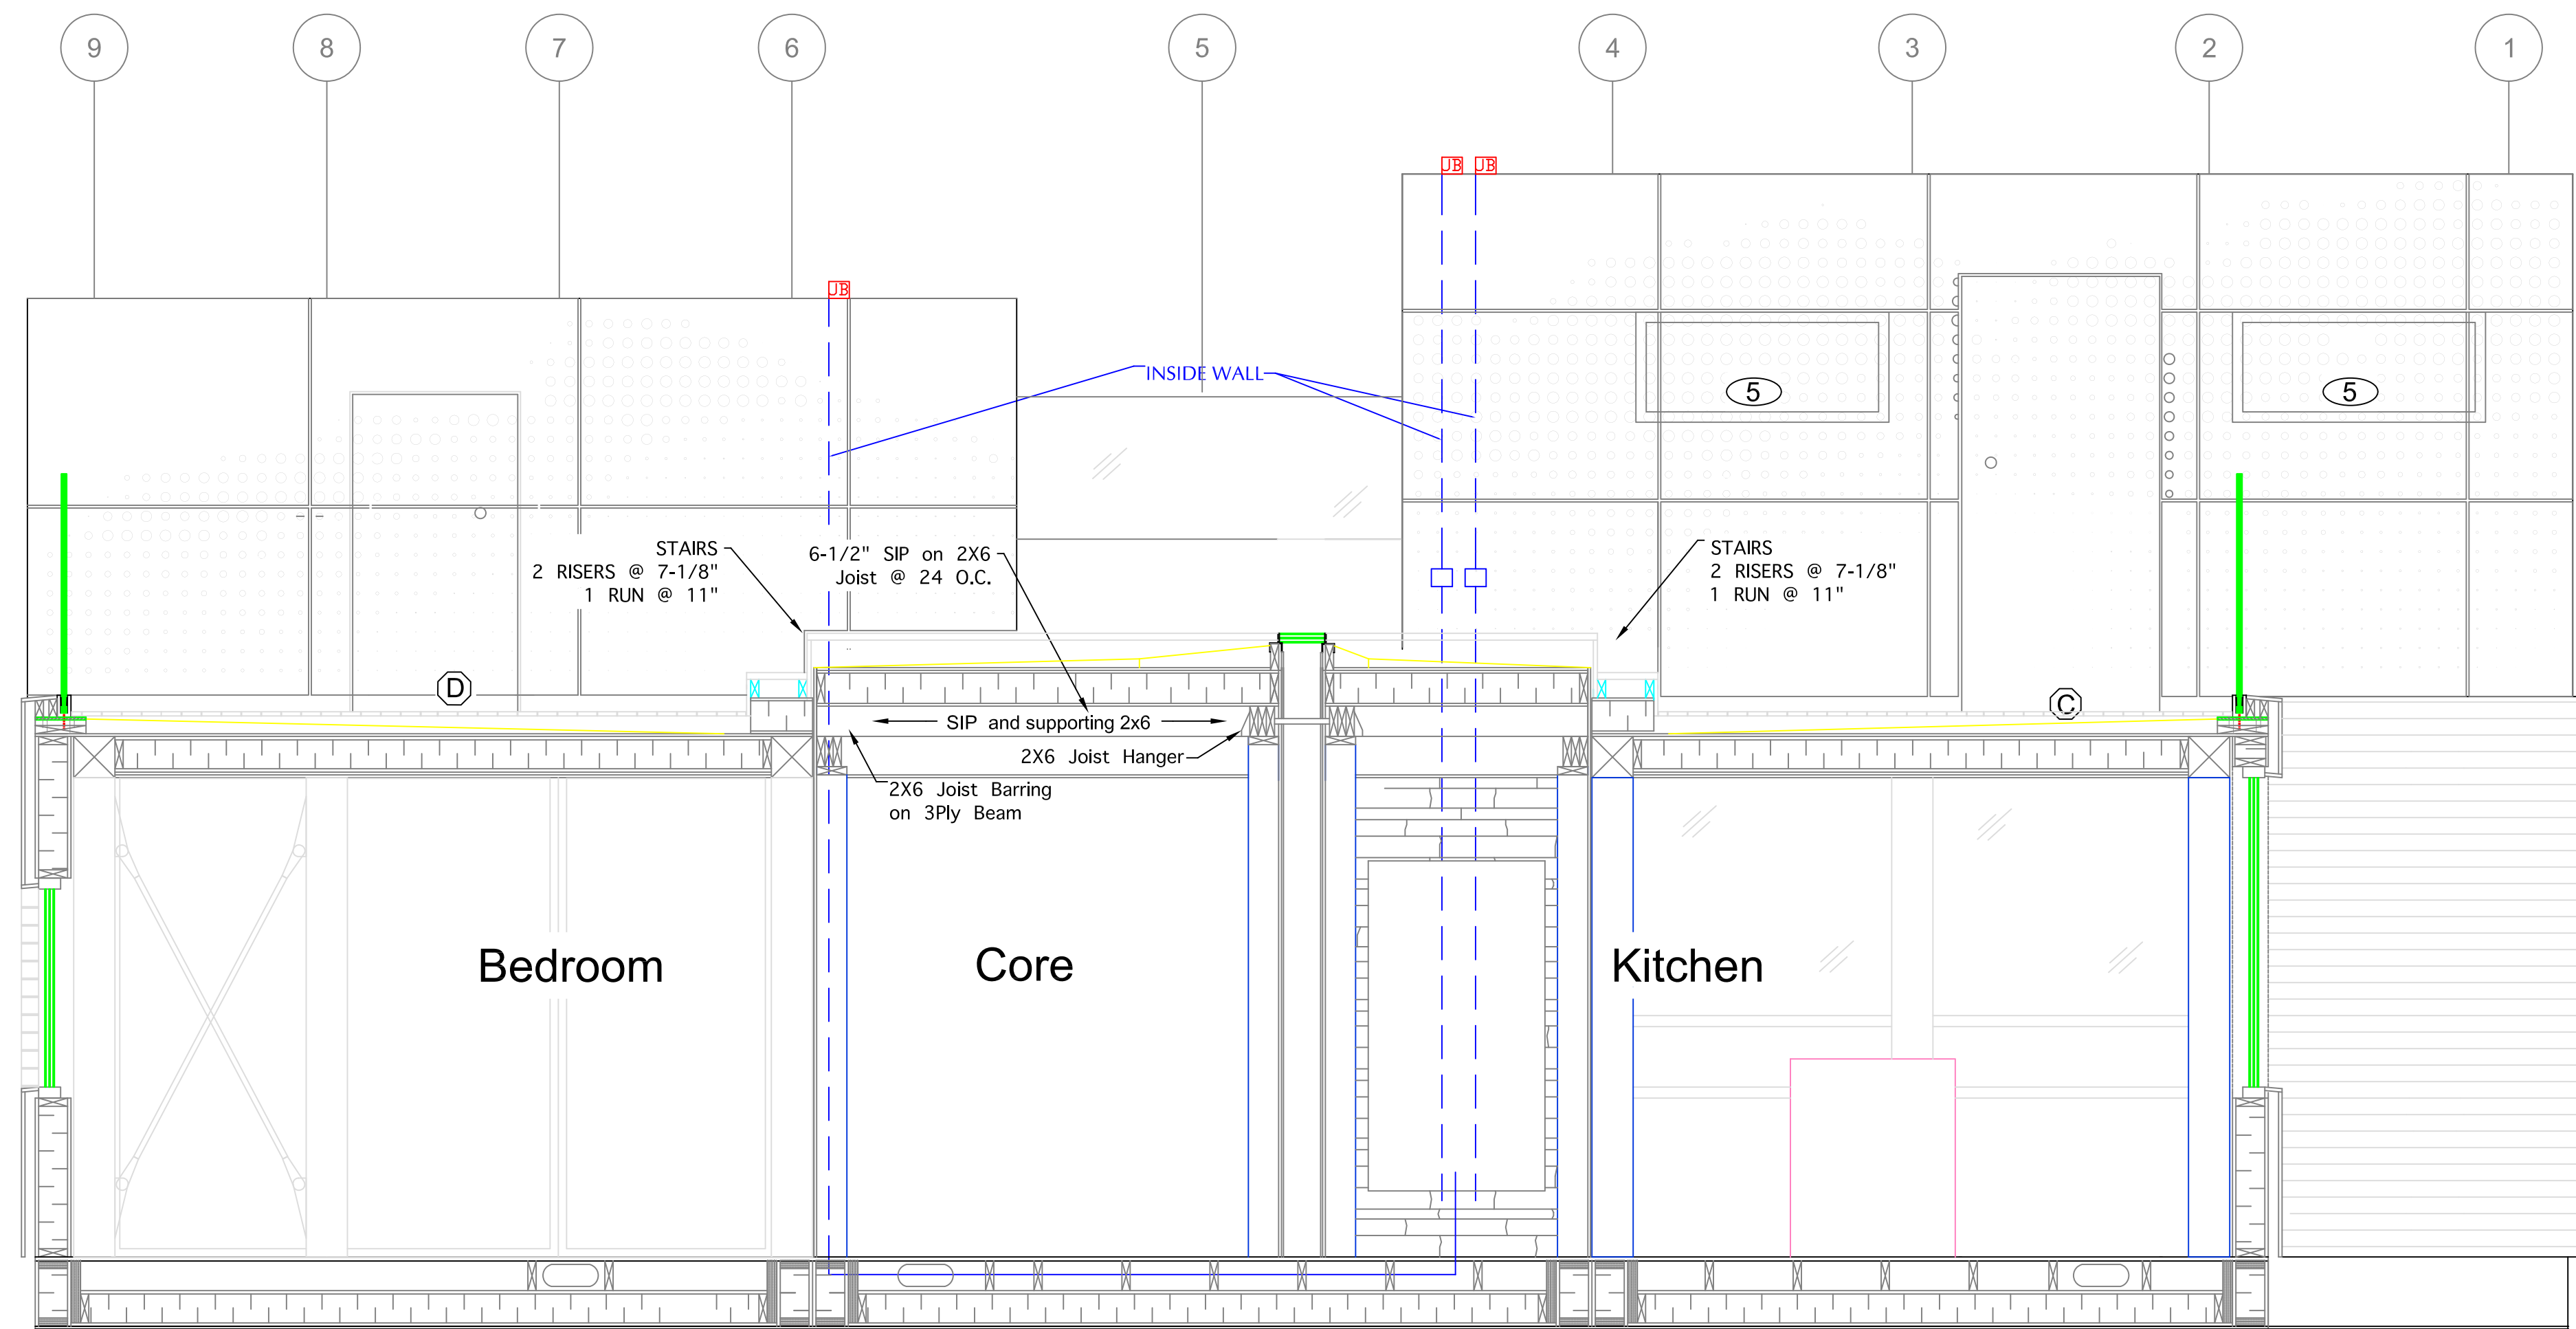 9
8
7
6
5
4
3
2
1
JB
JB
JB
INSIDE WALL
5
5
STAIRS
2 RISERS @ 7-1/8"
1 RUN @ 11"
6-1/2" SIP on 2X6
Joist @ 24 O.C.
STAIRS
2 RISERS @ 7-1/8"
1 RUN @ 11"
D
C
SIP and supporting 2x6
2X6 Joist Hanger
2X6 Joist Barring
on 3Ply Beam
Bedroom
Core
Kitchen